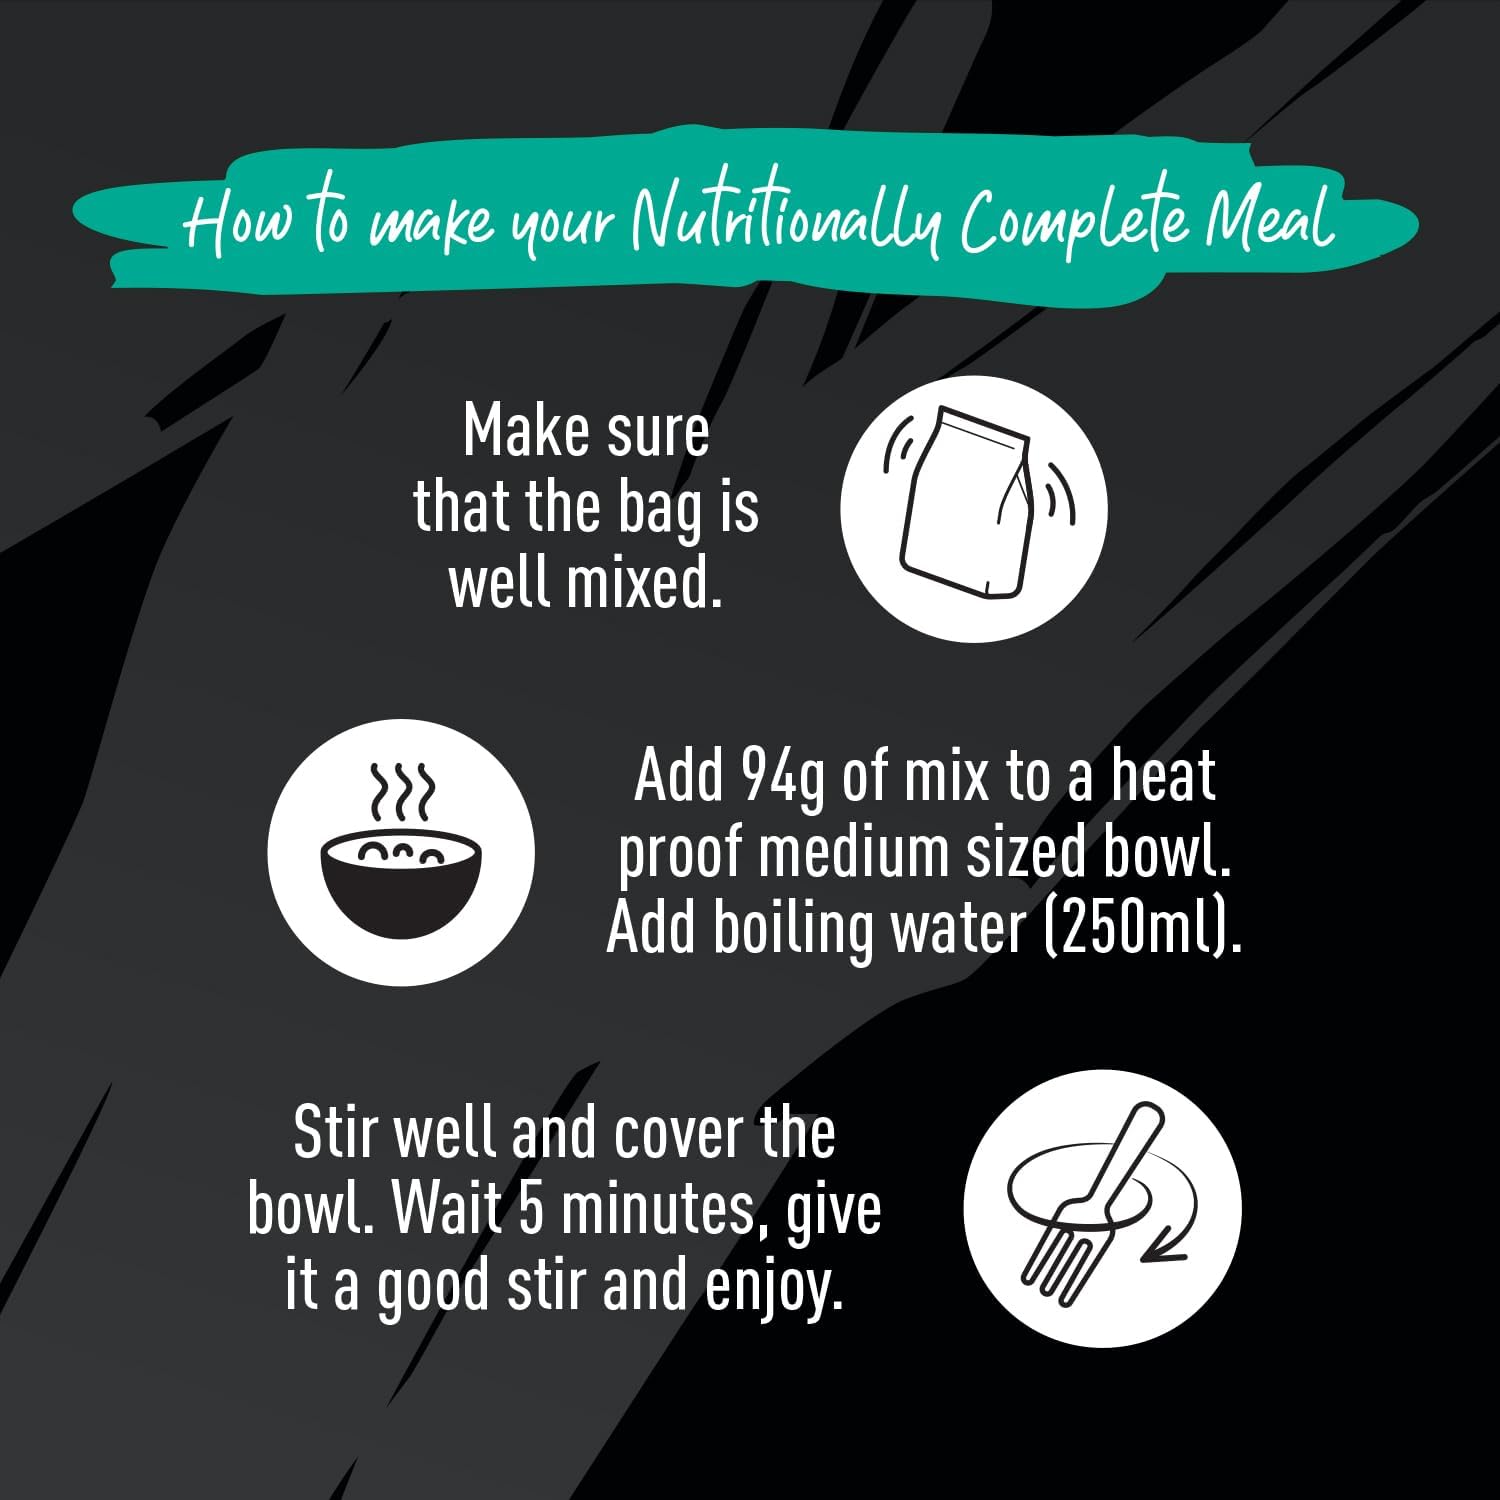 How to make your Nutritionally Complete Meal
Make sure
that the bag is
well mixed.
Add 94g of mix to a heat
proof medium sized bowl.
Add boiling water (250ml).
Stir well and cover the
bowl. Wait 5 minutes, give
it a good stir and enjoy.